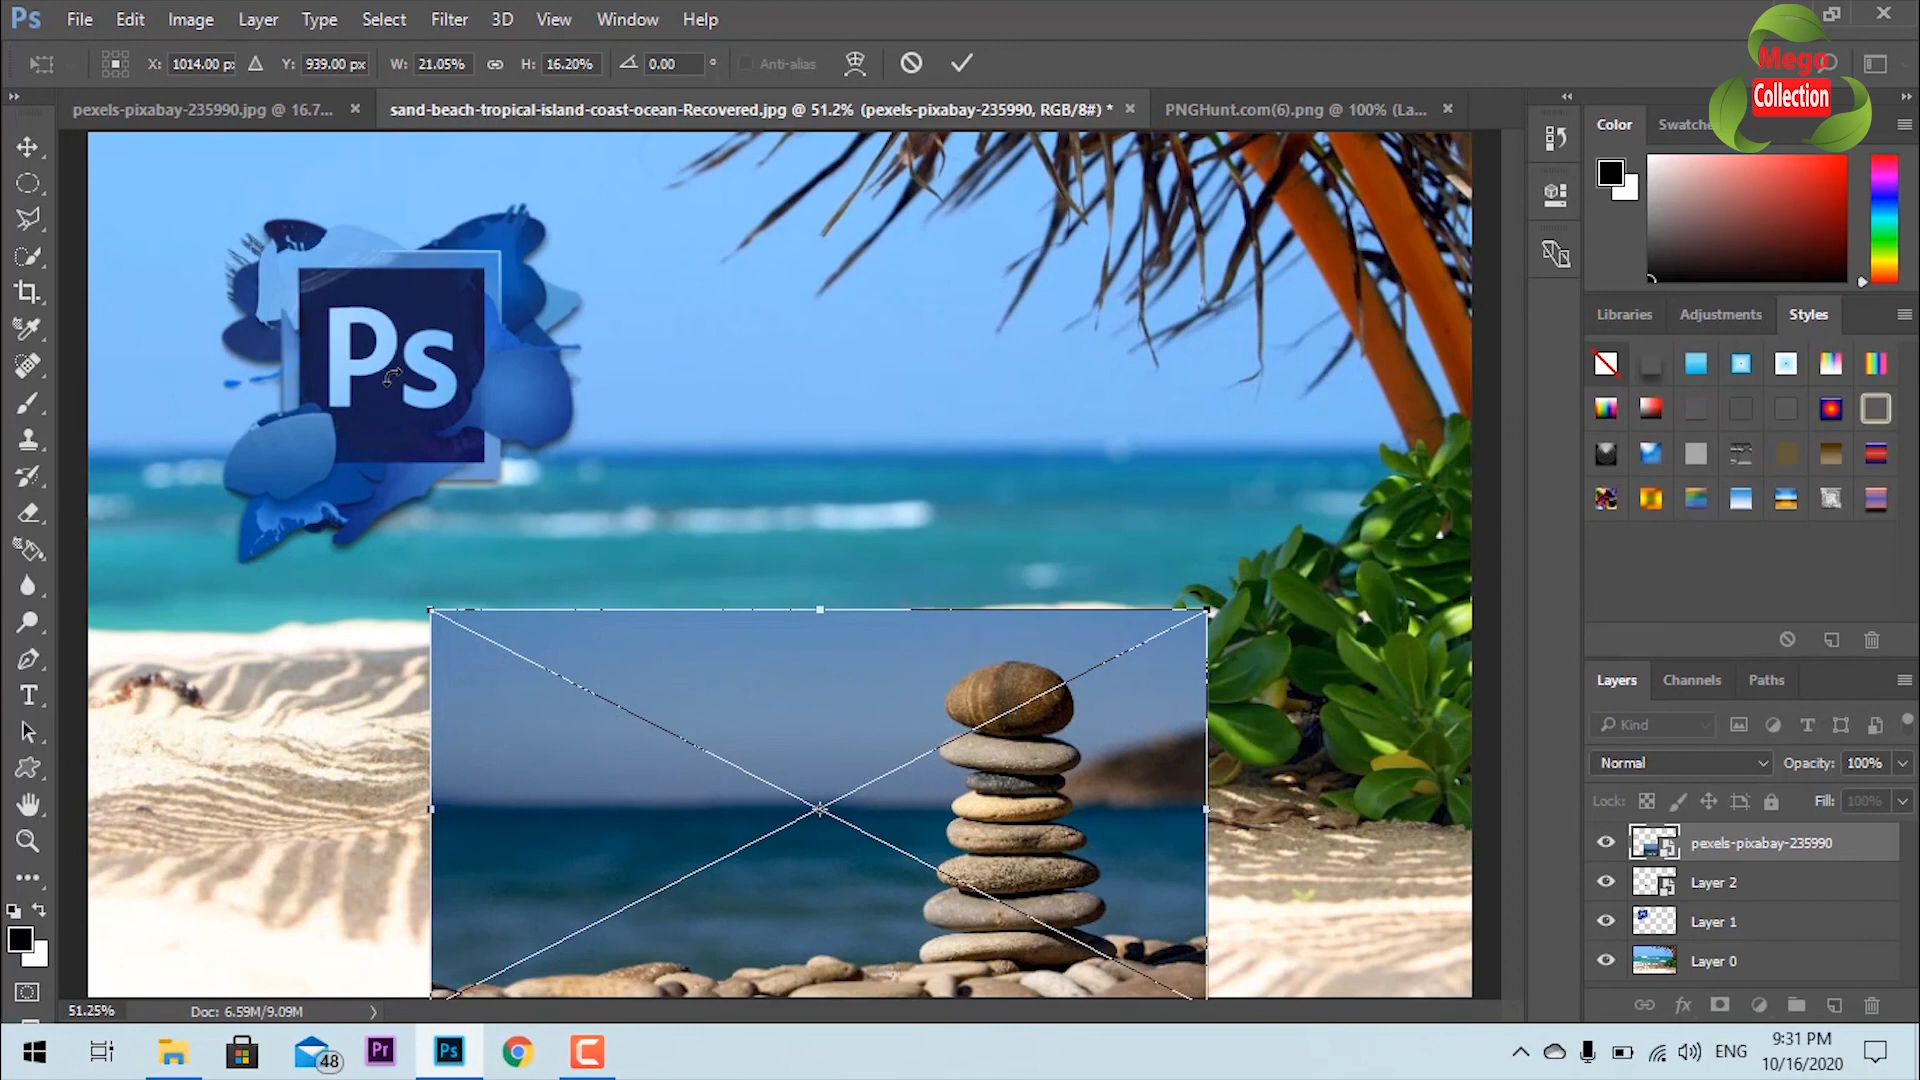 Ps File Edit Image Layer Type Select Filter 3D View Window Help
X: 1014.00 p: Y: 939.00 px W: 21.05% H: 16.20% 0.00 ° Anti-alias
Mego
Collection
pexels-pixabay-235990.jpg @ 16.7... × sand-beach-tropical-island-coast-ocean-Recovered.jpg @ 51.2% (pexels-pixabay-235990, RGB/8#) * × PNGHunt.com(6).png @ 100% (La... ×
Color Swatches
Ps
Libraries Adjustments Styles
Layers Channels Paths
Kind
Normal Opacity: 100%
Lock: Fill: 100%
pexels-pixabay-235990
Layer 2
Layer 1
Layer 0
51.25% Doc: 6.59M/9.09M
fx
48 Pr Ps
ENG 9:31 PM
10/16/2020